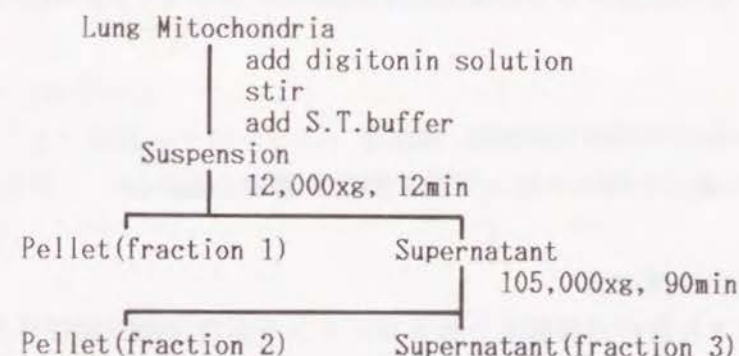 Lung Mitochondria
add digitonin solution
stir
add S.T.buffer
Suspension
12,000xg, 12min
Pellet(fraction 1) Supernatant
105,000xg, 90min
Pellet(fraction 2) Supernatant(fraction 3)